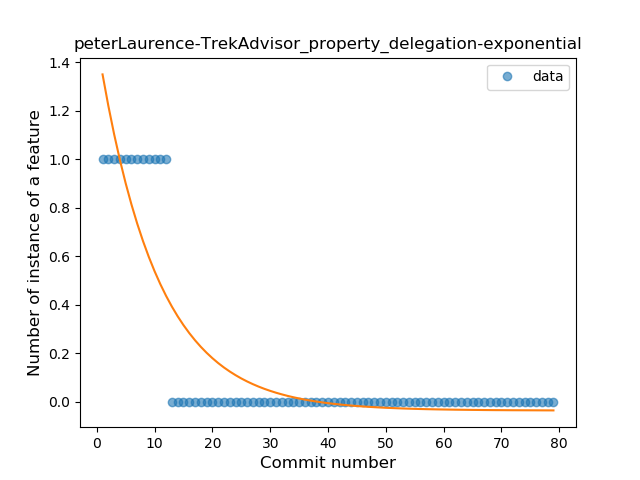 peterLaurence-TrekAdvisor_property_delegation-exponential
data
Number of instance of a feature
1.4
1.2
1.0
0.8
0.6
0.4
0.2
0.0
0 10 20 30 40 50 60 70 80
Commit number